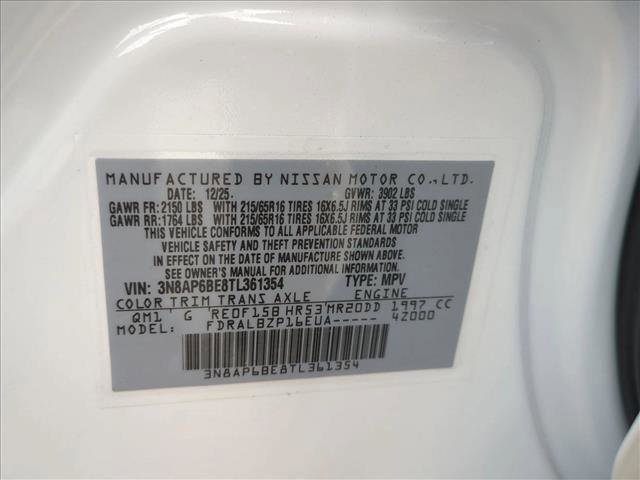 MANUFACTURED BY NISSAN MOTOR CO.,LTD.
DATE: 12/25. GVWR: 3902 LBS
GAWR FR: 2150 LBS WITH 215/65R16 TIRES 16X6.5J RIMS AT 33 PSI COLD SINGLE
GAWR RR: 1764 LBS WITH 215/65R16 TIRES 16X6.5J RIMS AT 33 PSI COLD SINGLE
THIS VEHICLE CONFORMS TO ALL APPLICABLE FEDERAL MOTOR
VEHICLE SAFETY AND THEFT PREVENTION STANDARDS
IN EFFECT ON THE DATE OF MANUFACTURE SHOWN ABOVE.
SEE OWNER'S MANUAL FOR ADDITIONAL INFORMATION
VIN: 3N8AP6BE8TL361354 TYPE: MPV
COLOR TRIM TRANS AXLE ENGINE
QM1 G RE0F15B HR53 MR20DD 1997 CC
MODEL: FDRALBZP16EUA----- 4Z000
3N8AP6BE8TL361354